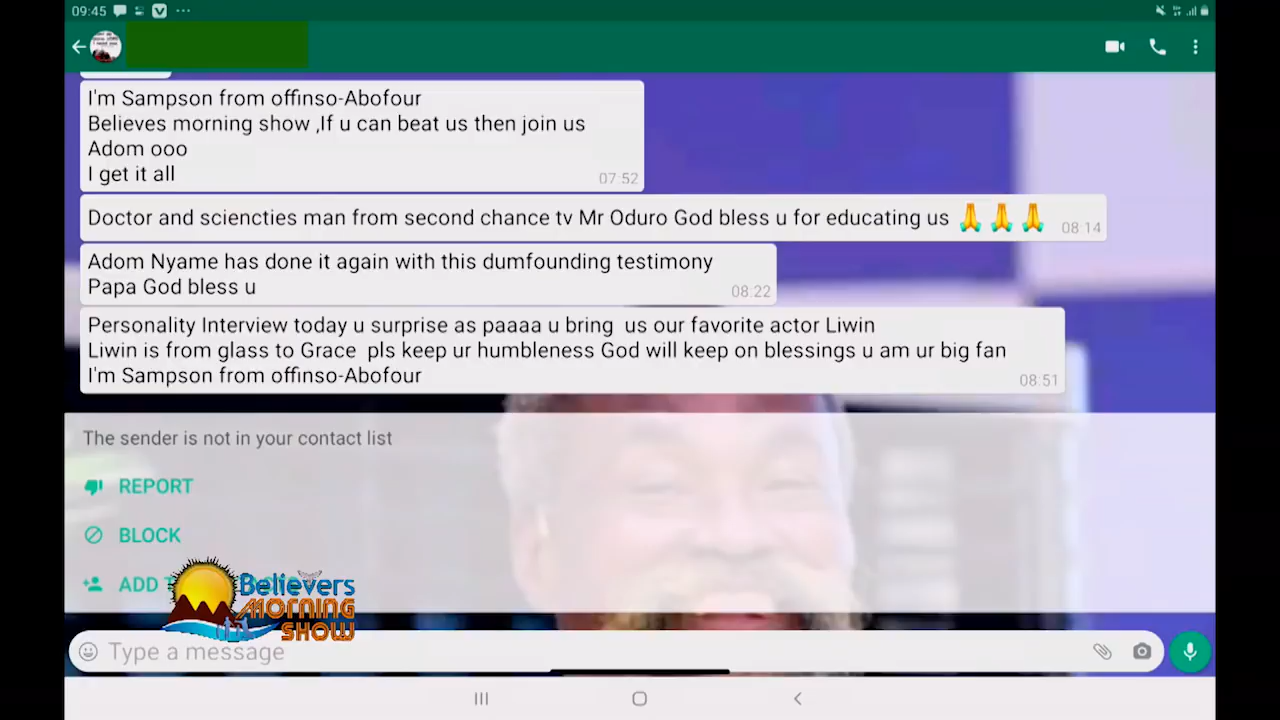 09:45
I'm Sampson from offinso-Abofour
Believes morning show ,If u can beat us then join us
Adom ooo
I get it all
07:52
Doctor and sciencties man from second chance tv Mr Oduro God bless u for educating us 🙏🙏🙏
08:14
Adom Nyame has done it again with this dumfounding testimony
Papa God bless u
08:22
Personality Interview today u surprise as paaaa u bring us our favorite actor Liwin
Liwin is from glass to Grace pls keep ur humbleness God will keep on blessings u am ur big fan
I'm Sampson from offinso-Abofour
08:51
The sender is not in your contact list
REPORT
BLOCK
ADD
Believers
MORNING
SHOW
Type a message